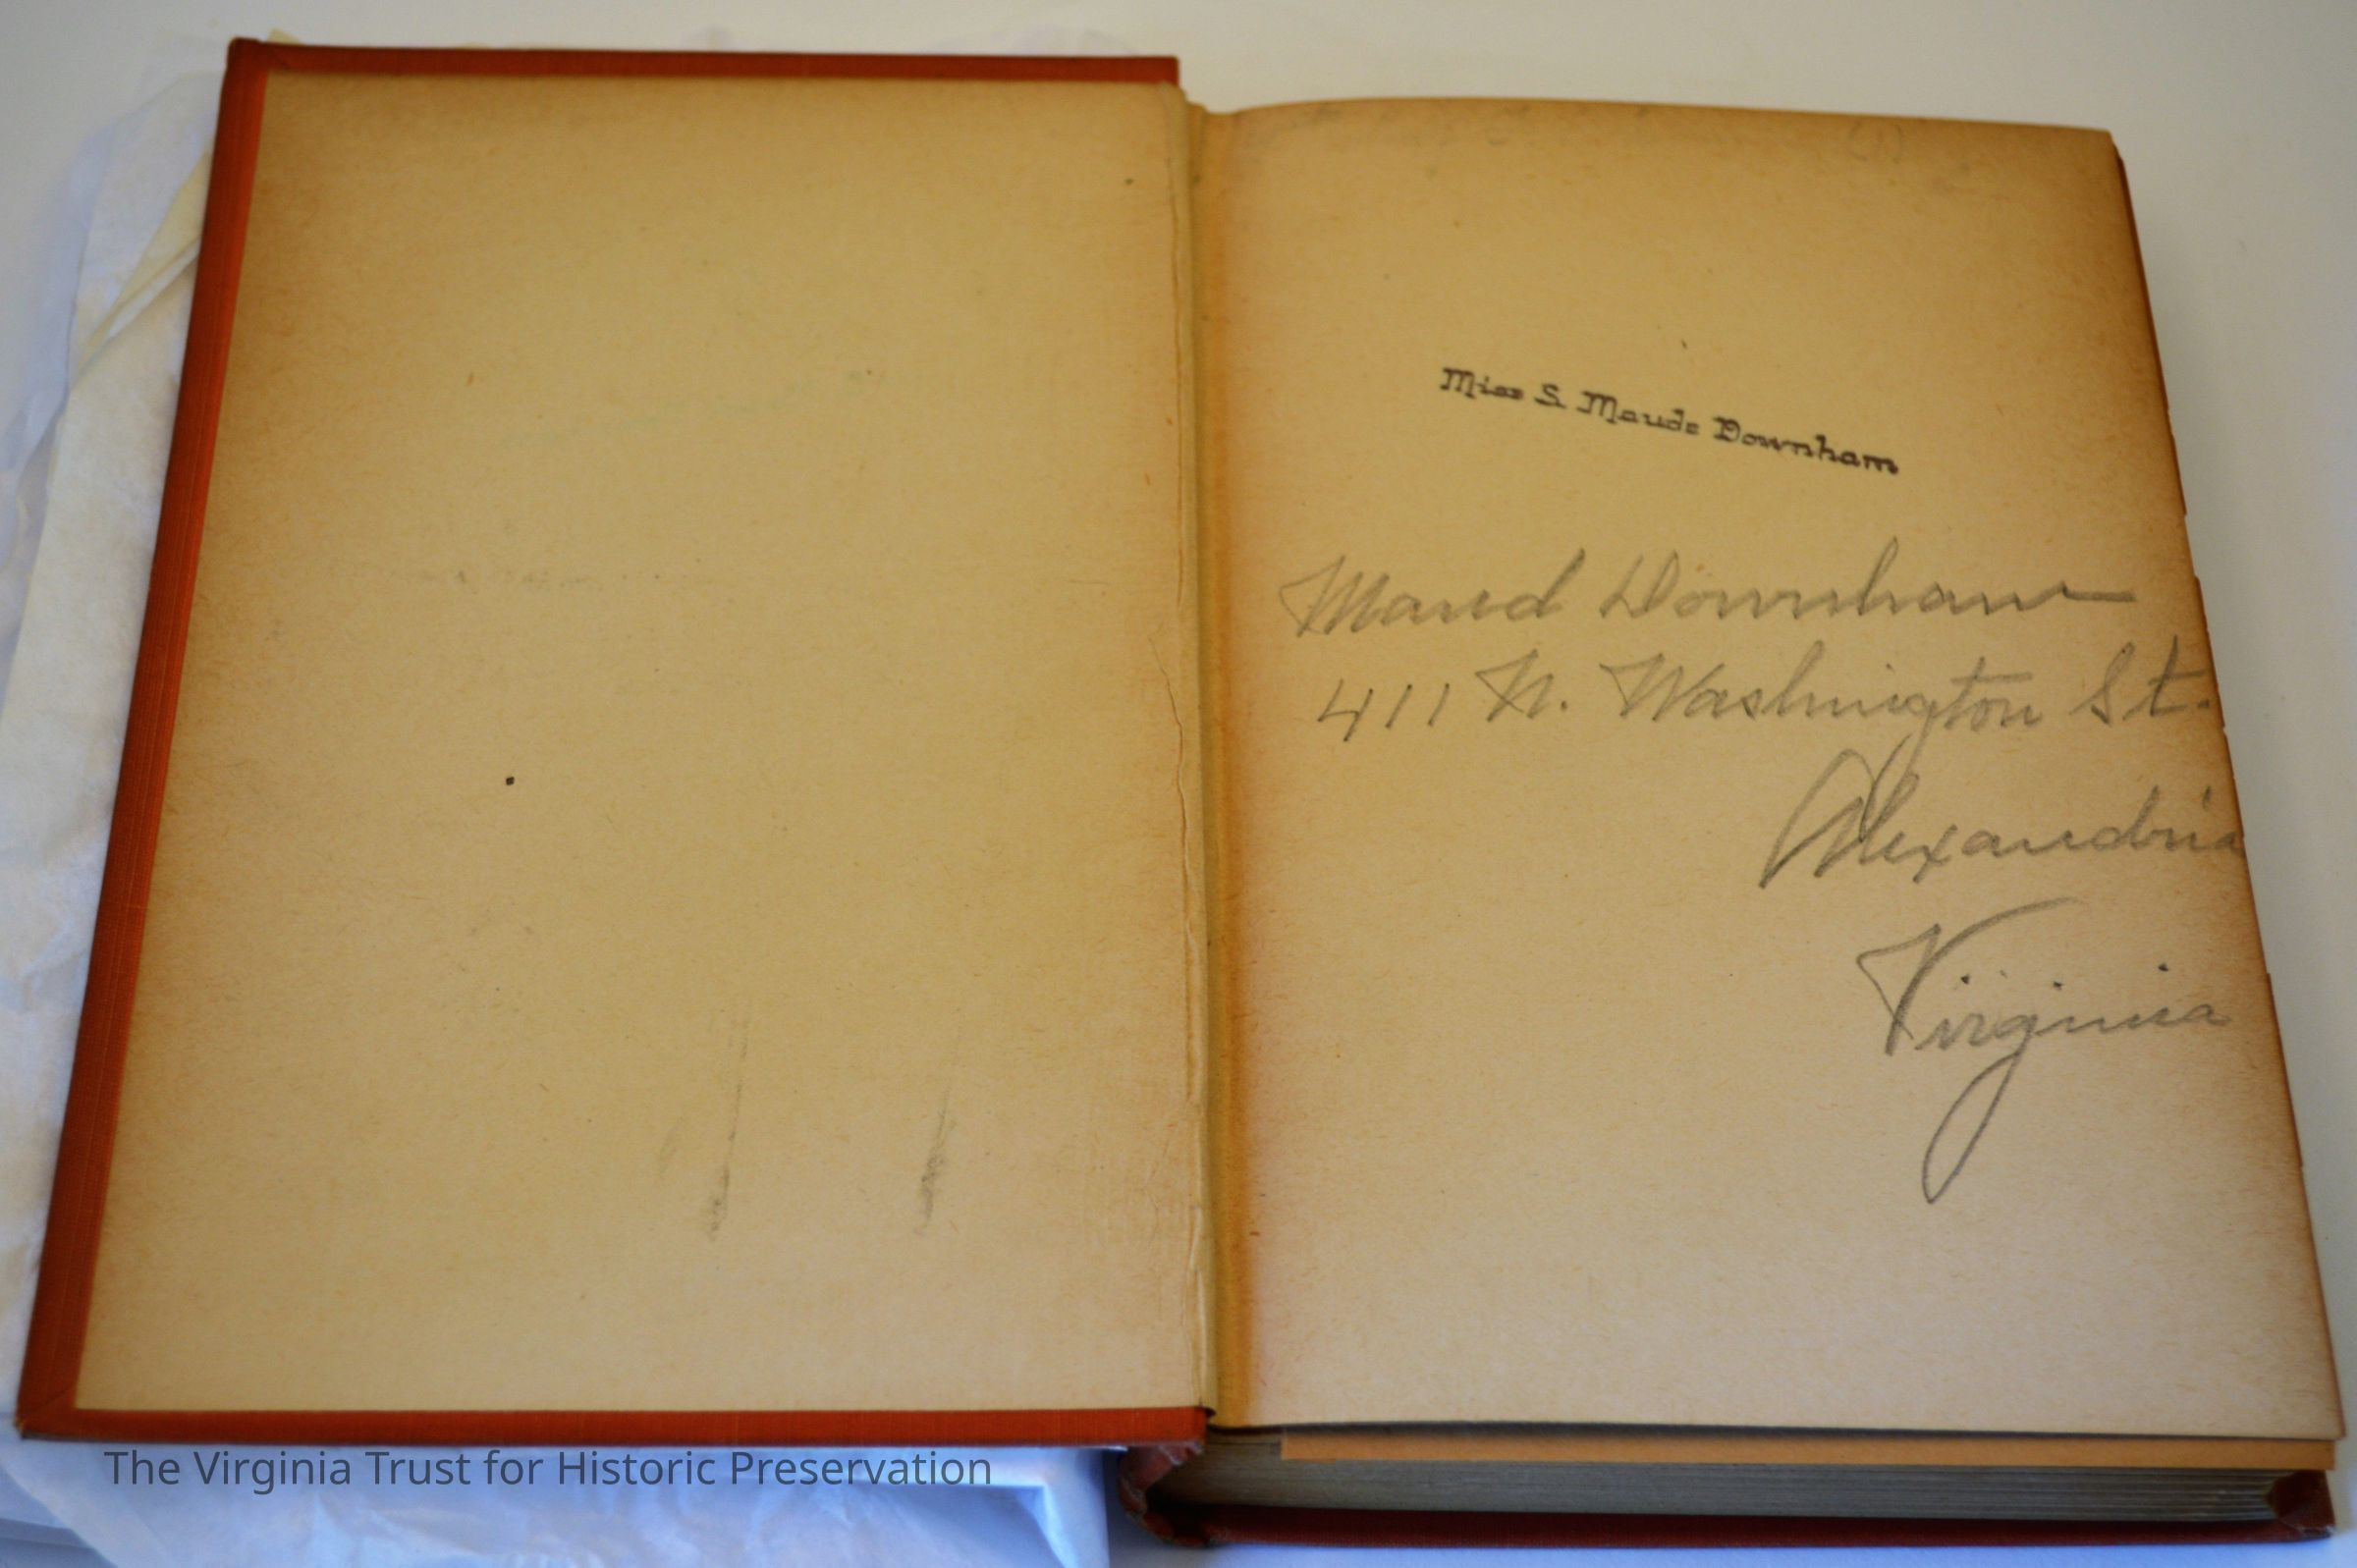 Miss S. Maude Downham
Maud Downham
411 N. Washington St.
Alexandria
Virginia
The Virginia Trust for Historic Preservation